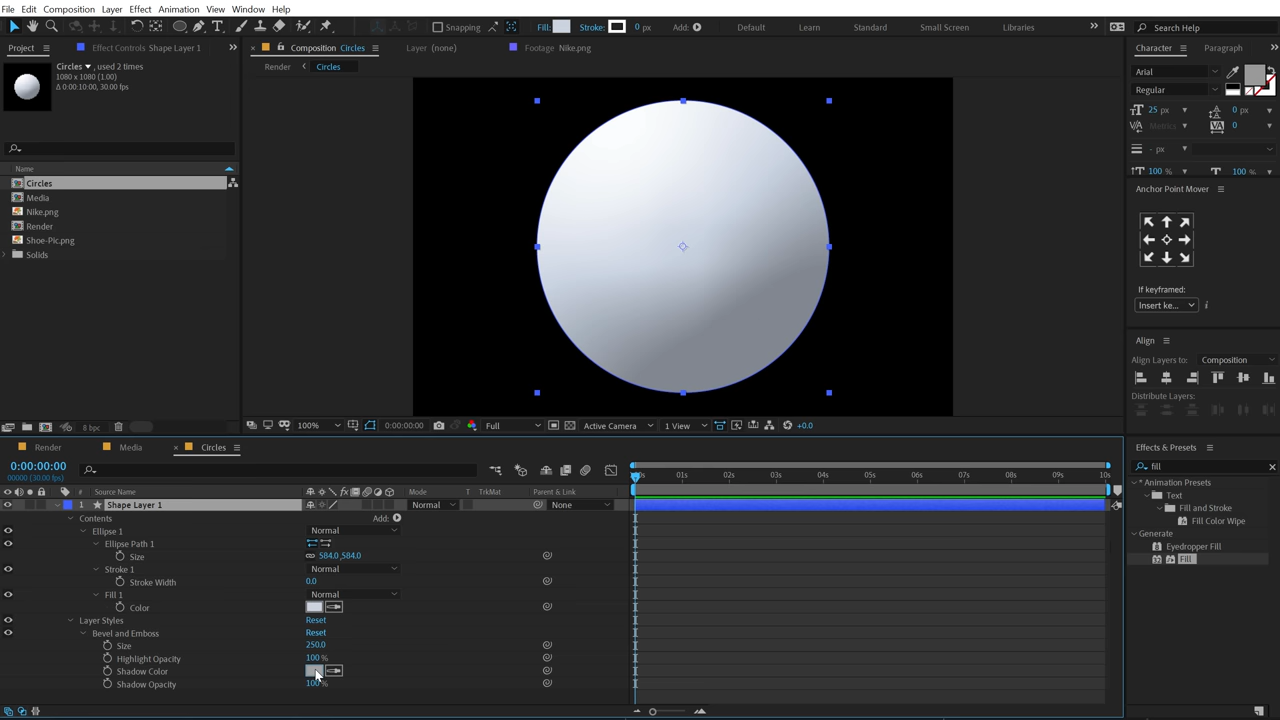 File Edit Composition Layer Effect Animation View Window Help
Snapping Fill: Stroke: 0 px Add: Default Learn Standard Small Screen Libraries Search Help
Project Effect Controls Shape Layer 1 Composition Circles Layer (none) Footage Nike.png Character Paragraph
Circles , used 2 times
1080 x 1080 (1.00)
Δ 0:00:10:00, 30.00 fps
Render Circles
Arial
Regular
25 px 0 px
Metrics 0
- px
100 % 100 %
Name
Circles
Media
Nike.png
Render
Shoe-Pic.png
Solids
Anchor Point Mover
If keyframed:
Insert ke...
Align
Align Layers to: Composition
Distribute Layers:
8 bpc 100% 0:00:00:00 Full Active Camera 1 View +0.0
Render Media Circles
0:00:00:00
00000 (30.00 fps)
01s 02s 03s 04s 05s 06s 07s 08s 09s 10s
# Source Name Mode T TrkMat Parent & Link
1 Shape Layer 1 Normal None
Contents Add:
Ellipse 1 Normal
Ellipse Path 1
Size 584.0,584.0
Stroke 1 Normal
Stroke Width 0.0
Fill 1 Normal
Color
Layer Styles Reset
Bevel and Emboss Reset
Size 250.0
Highlight Opacity 100 %
Shadow Color
Shadow Opacity 100 %
Effects & Presets
fill
* Animation Presets
Text
Fill and Stroke
Fill Color Wipe
Generate
Eyedropper Fill
Fill